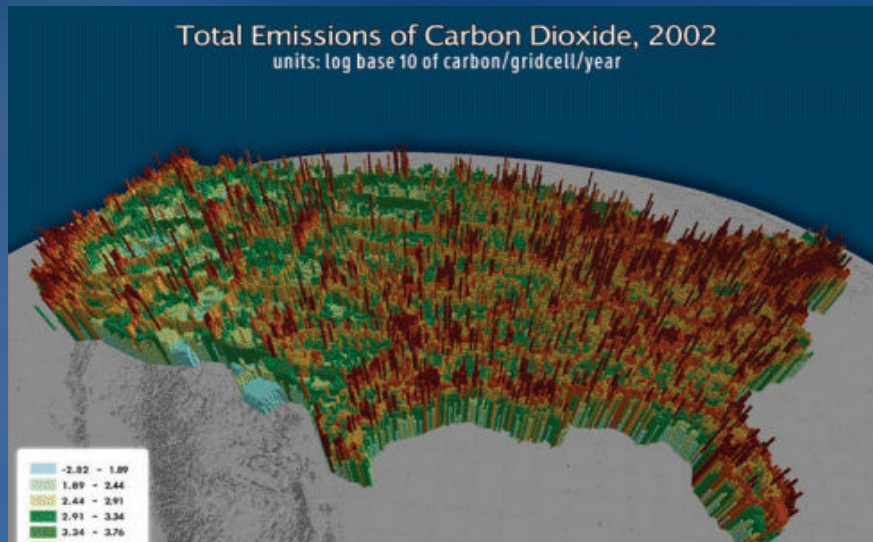 Total Emissions of Carbon Dioxide, 2002
units: log base 10 of carbon/gridcell/year
-2.82 - 1.89
1.89 - 2.44
2.44 - 2.91
2.91 - 3.34
3.34 - 3.76